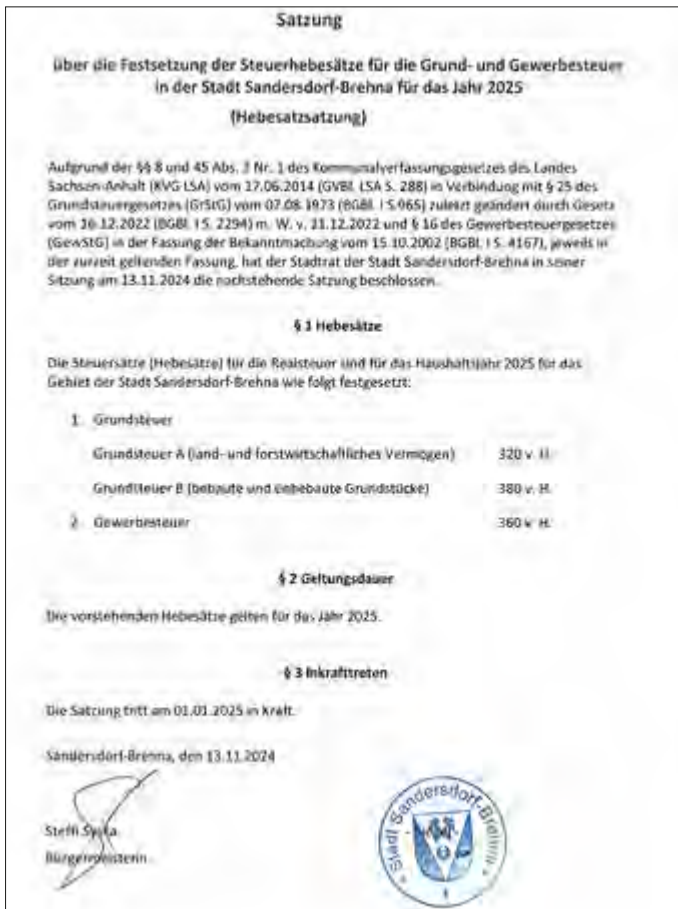 Satzung
über die Festsetzung der Steuerhebesätze für die Grund- und Gewerbesteuer
in der Stadt Sandersdorf-Brehna für das Jahr 2025
(Hebesatzsatzung)
Aufgrund der §§ 8 und 45 Abs. 3 Nr. 1 des Kommunalverfassungsgesetzes des Landes
Sachsen-Anhalt (KVG LSA) vom 17.06.2014 (GVBl. LSA S. 288) in Verbindung mit § 25 des
Grundsteuergesetzes (GrStG) vom 07.08.1973 (BGBl. I S.965) zuletzt geändert durch Gesetz
vom 16.12.2022 (BGBl. I S. 2294) m. W. v. 21.12.2022 und § 16 des Gewerbesteuergesetzes
(GewStG) in der Fassung der Bekanntmachung vom 15.10.2002 (BGBl. I S. 4167), jeweils in
der zurzeit geltenden Fassung, hat der Stadtrat der Stadt Sandersdorf-Brehna in seiner
Sitzung am 13.11.2024 die nachstehende Satzung beschlossen.
§ 1 Hebesätze
Die Steuersätze (Hebesätze) für die Realsteuer und für das Haushaltsjahr 2025 für das
Gebiet der Stadt Sandersdorf-Brehna wie folgt festgesetzt:
1. Grundsteuer
Grundsteuer A (land- und forstwirtschaftliches Vermögen) 320 v. H.
Grundsteuer B (bebaute und unbebaute Grundstücke) 380 v. H.
2. Gewerbesteuer 360 v. H.
§ 2 Geltungsdauer
Die vorstehenden Hebesätze gelten für das Jahr 2025.
§ 3 Inkrafttreten
Die Satzung tritt am 01.01.2025 in Kraft.
Sandersdorf-Brehna, den 13.11.2024
Steffi Syska
Bürgermeisterin
Stadt Sandersdorf-Brehna